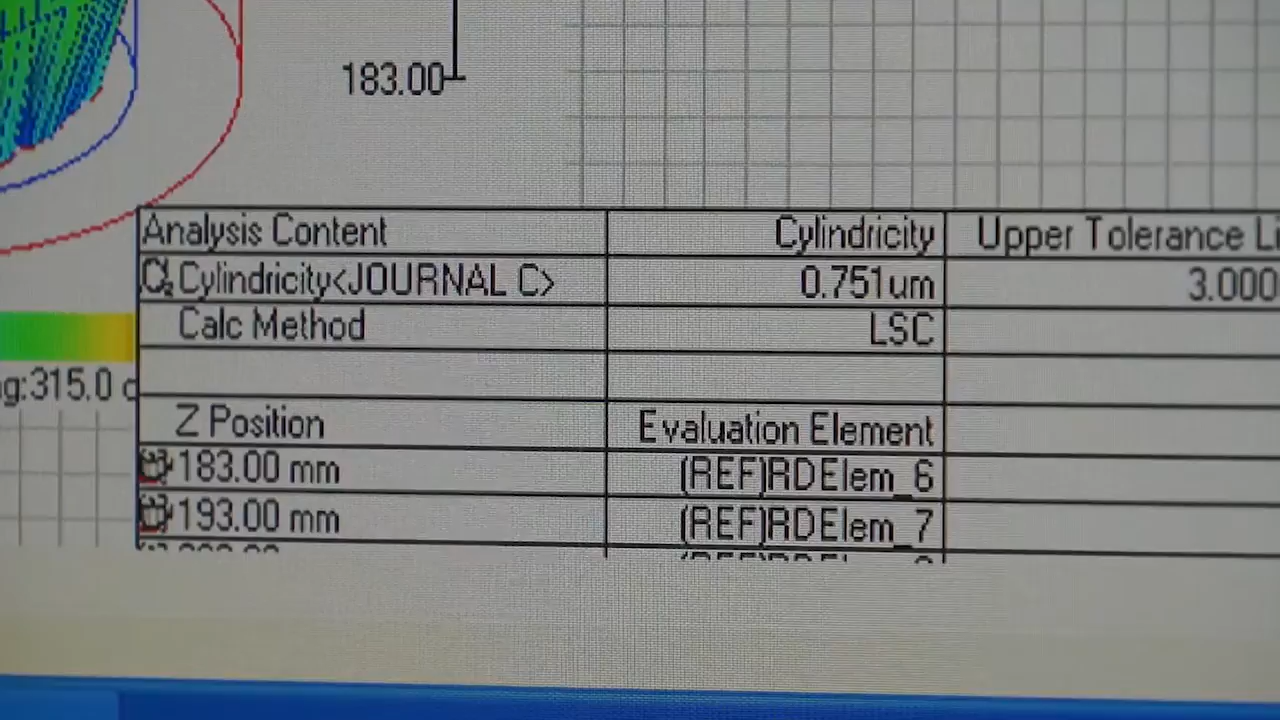 183.00
Analysis Content Cylindricity Upper Tolerance Li
Cylindricity<JOURNAL C> 0.751um 3.000
Calc Method LSC
g:315.0
Z Position Evaluation Element
183.00 mm (REF)RDElem_6
193.00 mm (REF)RDElem_7